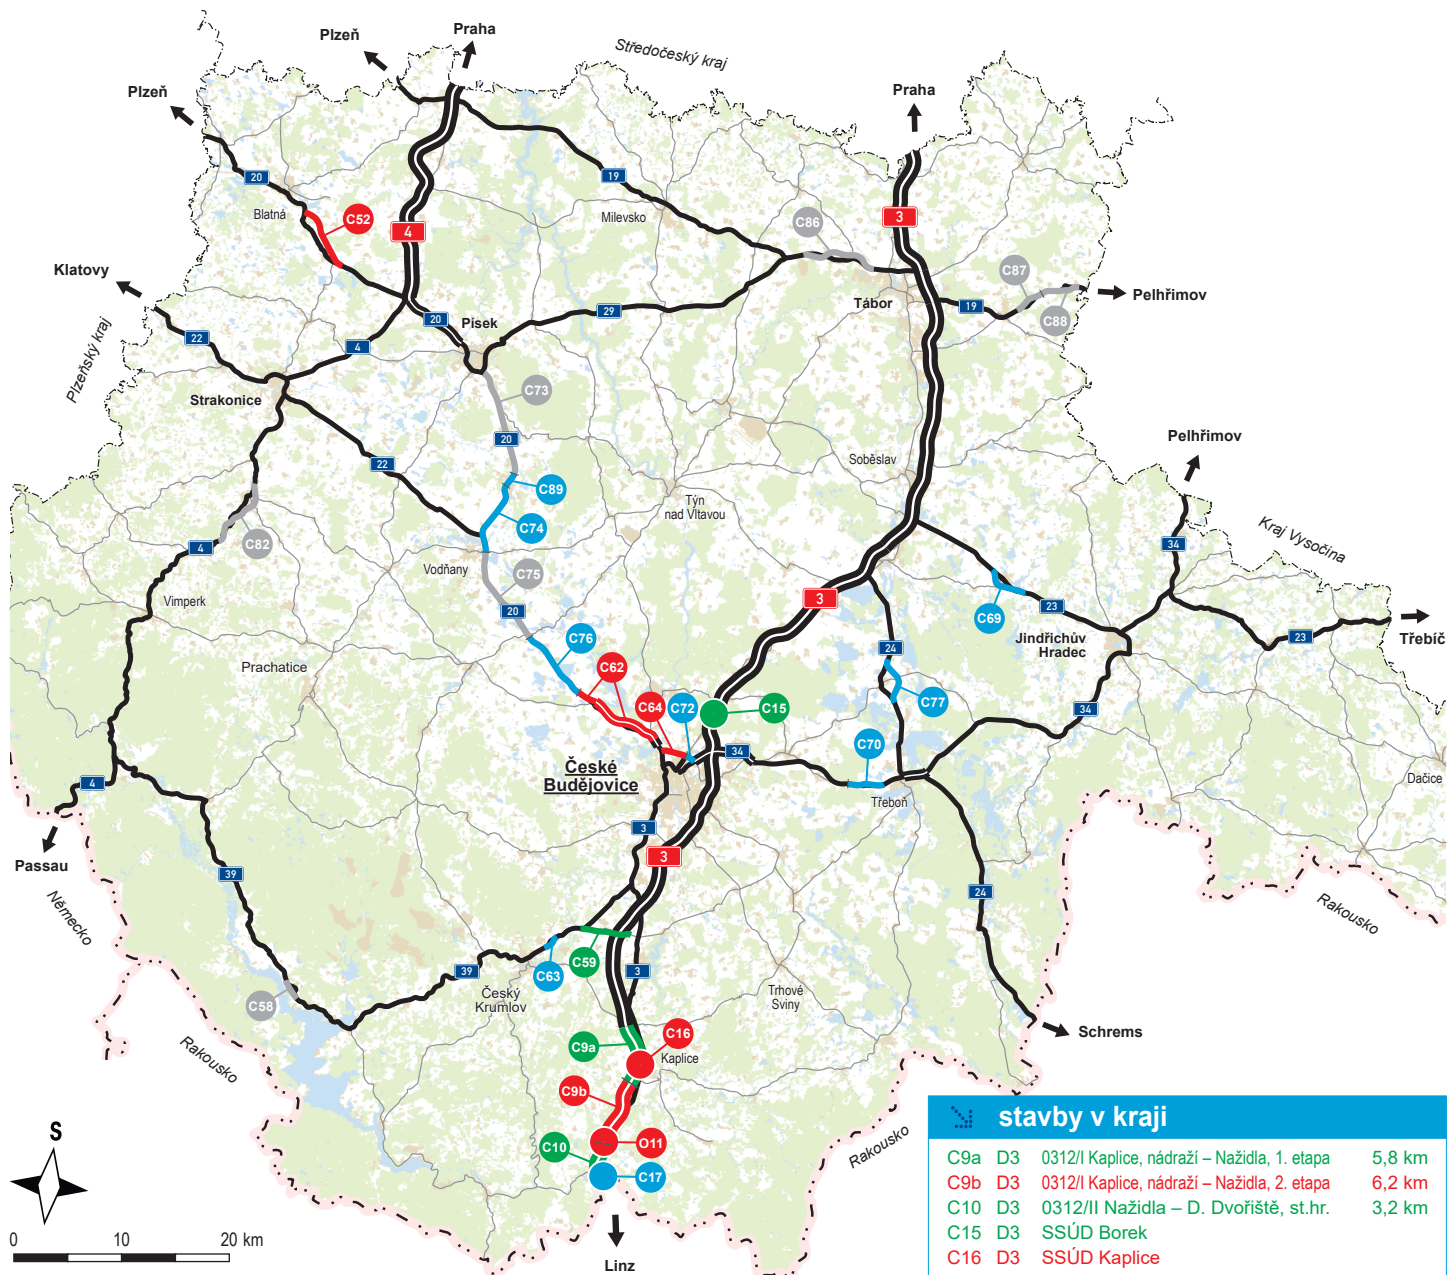 Plzeň
Praha
Středočeský kraj
Plzeň
Praha
20
19
Blatná
C52
4
Milevsko
C86
3
Klatovy
C87
Pelhřimov
Tábor
19
C88
29
20
Písek
22
4
Plzeňský kraj
Strakonice
C73
20
Pelhřimov
22
Soběslav
C89
Týn
nad Vltavou
C74
Kraj Vysočina
34
4
C82
Vodňany
C75
Vimperk
20
3
C69
23
Jindřichův
Hradec
23
Třebíč
C76
24
Prachatice
C62
C64
C72
C15
C77
34
C70
34
České
Budějovice
Dačice
4
Třeboň
3
Passau
3
39
24
Německo
Rakousko
C59
39
C63
3
Český
Krumlov
Trhové
Sviny
C58
C16
Schrems
C9a
Kaplice
Rakousko
C9b
C10
O11
Rakousko
C17
S
0 10 20 km
Linz
stavby v kraji
C9a D3 0312/I Kaplice, nádraží – Nažidla, 1. etapa 5,8 km
C9b D3 0312/I Kaplice, nádraží – Nažidla, 2. etapa 6,2 km
C10 D3 0312/II Nažidla – D. Dvořiště, st.hr. 3,2 km
C15 D3 SSÚD Borek
C16 D3 SSÚD Kaplice